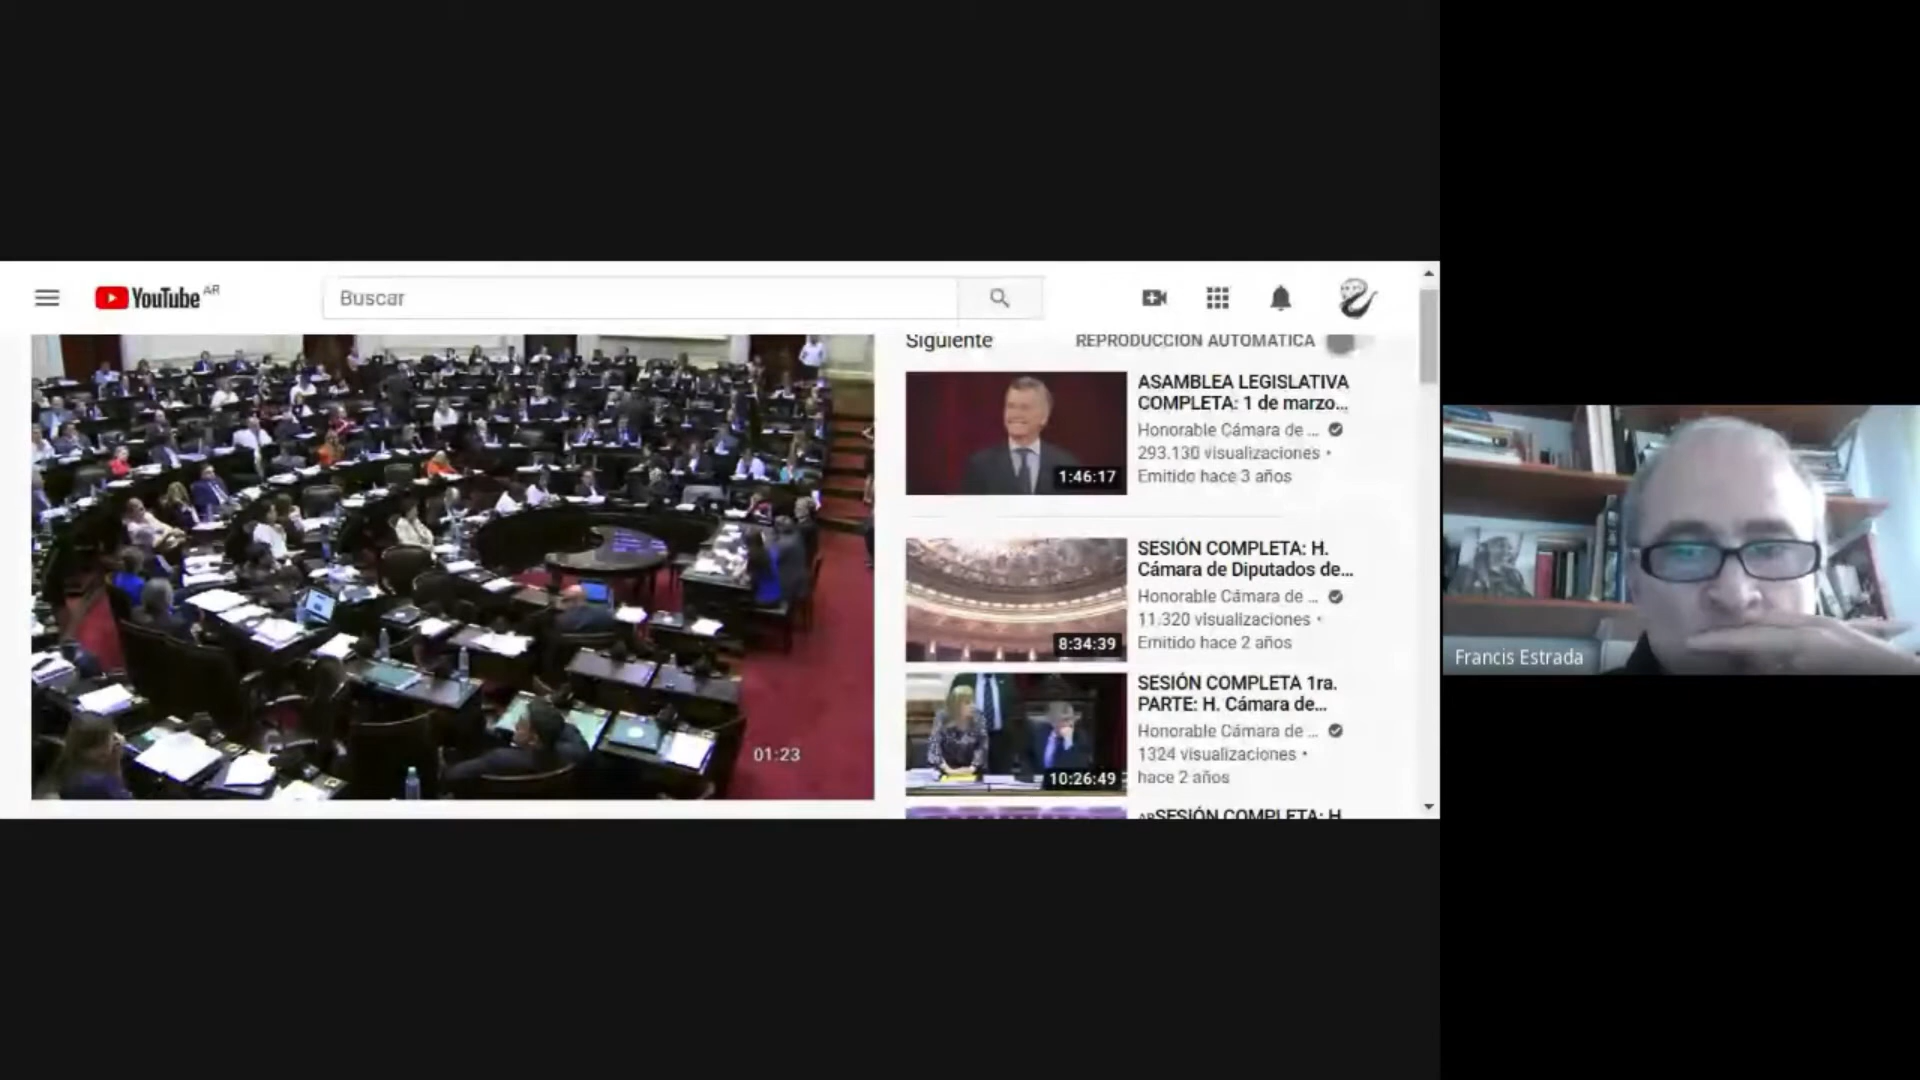 YouTube AR
Buscar
Siguiente
REPRODUCCIÓN AUTOMÁTICA
ASAMBLEA LEGISLATIVA
COMPLETA: 1 de marzo...
Honorable Cámara de ...
293.130 visualizaciones •
Emitido hace 3 años
1:46:17
SESIÓN COMPLETA: H.
Cámara de Diputados de...
Honorable Cámara de ...
11.320 visualizaciones •
Emitido hace 2 años
8:34:39
SESIÓN COMPLETA 1ra.
PARTE: H. Cámara de...
Honorable Cámara de ...
1324 visualizaciones •
hace 2 años
10:26:49
ARSESIÓN COMPLETA: H
01:23
Francis Estrada